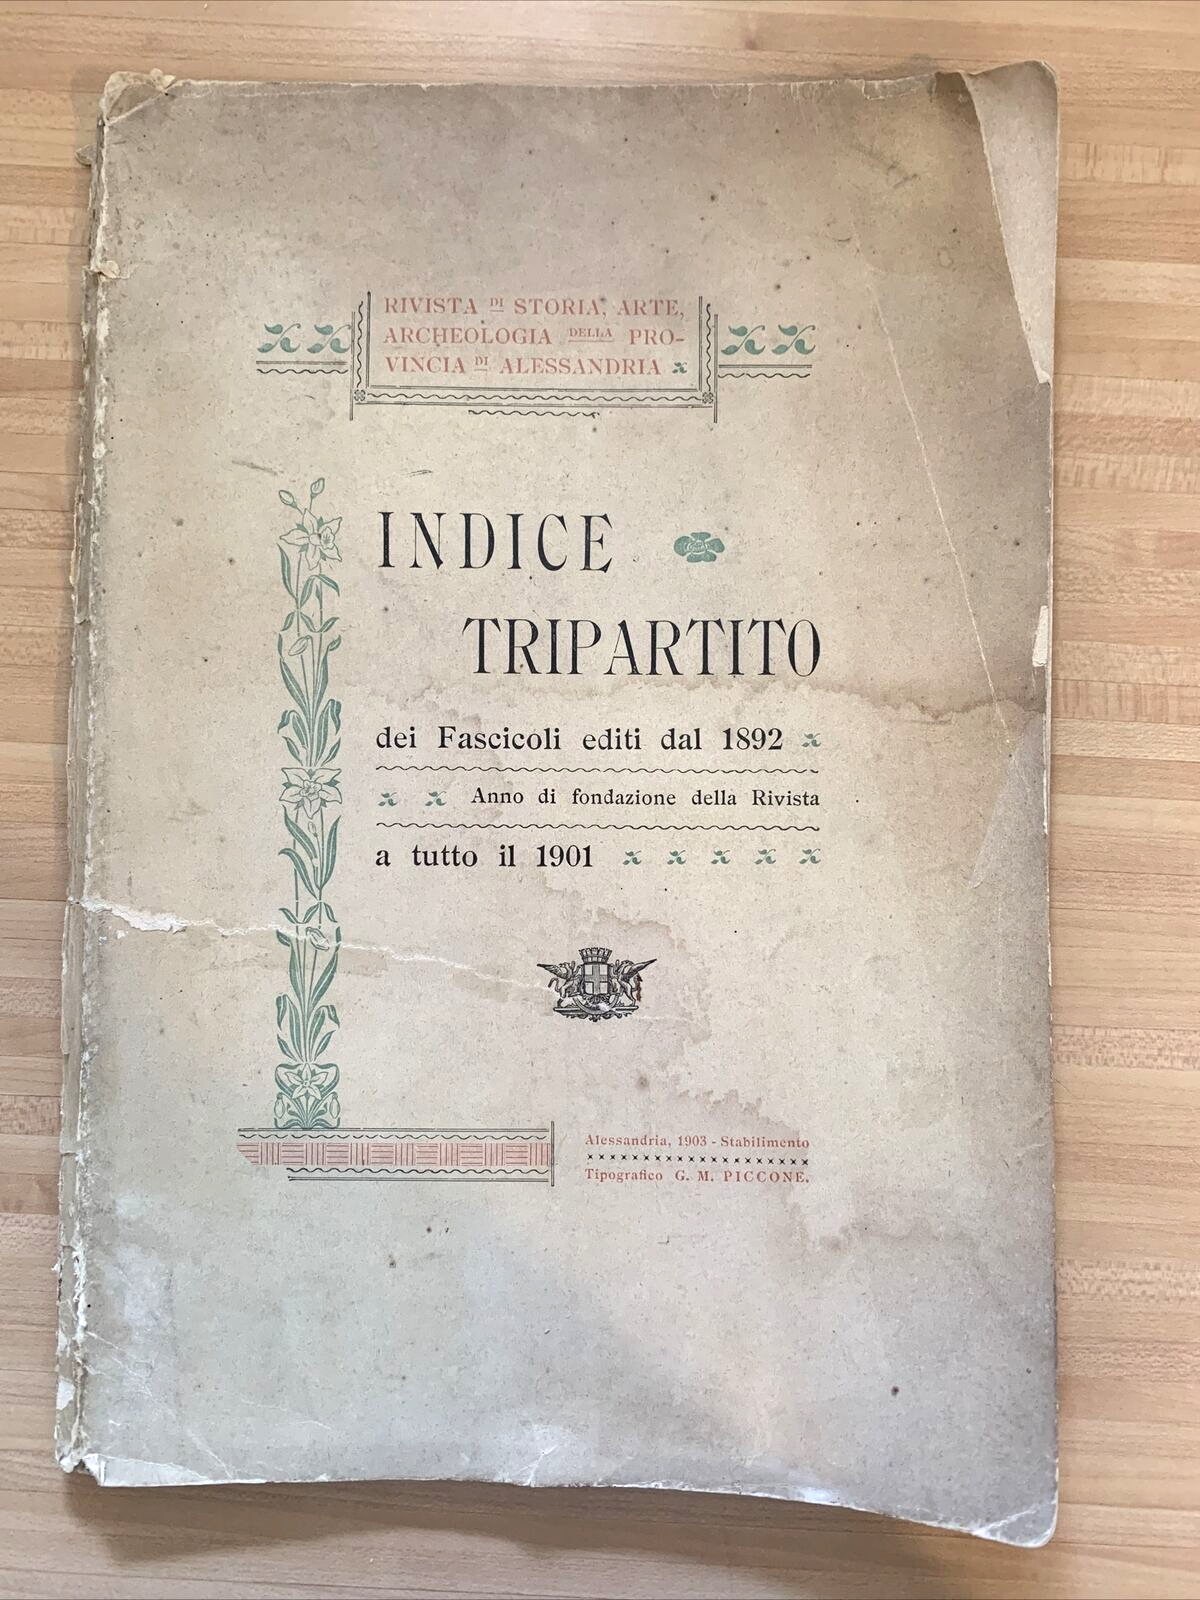 RIVISTA DI STORIA, ARTE,
ARCHEOLOGIA DELLA PRO-
VINCIA DI ALESSANDRIA
INDICE
TRIPARTITO
dei Fascicoli editi dal 1892
Anno di fondazione della Rivista
a tutto il 1901
Alessandria, 1903 - Stabilimento
Tipografico G. M. PICCONE.